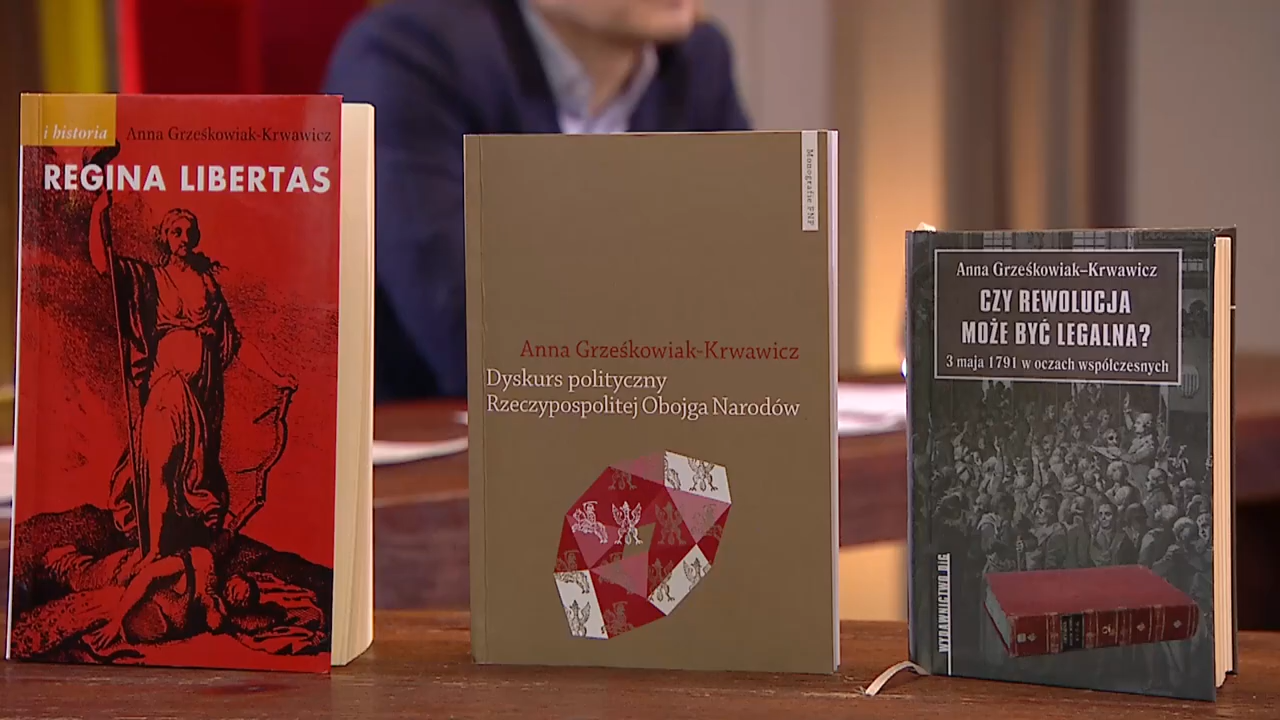 i historia
Anna Grześkowiak-Krwawicz
REGINA LIBERTAS
Monografie FNP
Anna Grześkowiak-Krwawicz
Dyskurs polityczny
Rzeczypospolitej Obojga Narodów
Anna Grześkowiak–Krwawicz
CZY REWOLUCJA
MOŻE BYĆ LEGALNA?
3 maja 1791 w oczach współczesnych
WYDAWNICTWO DiG